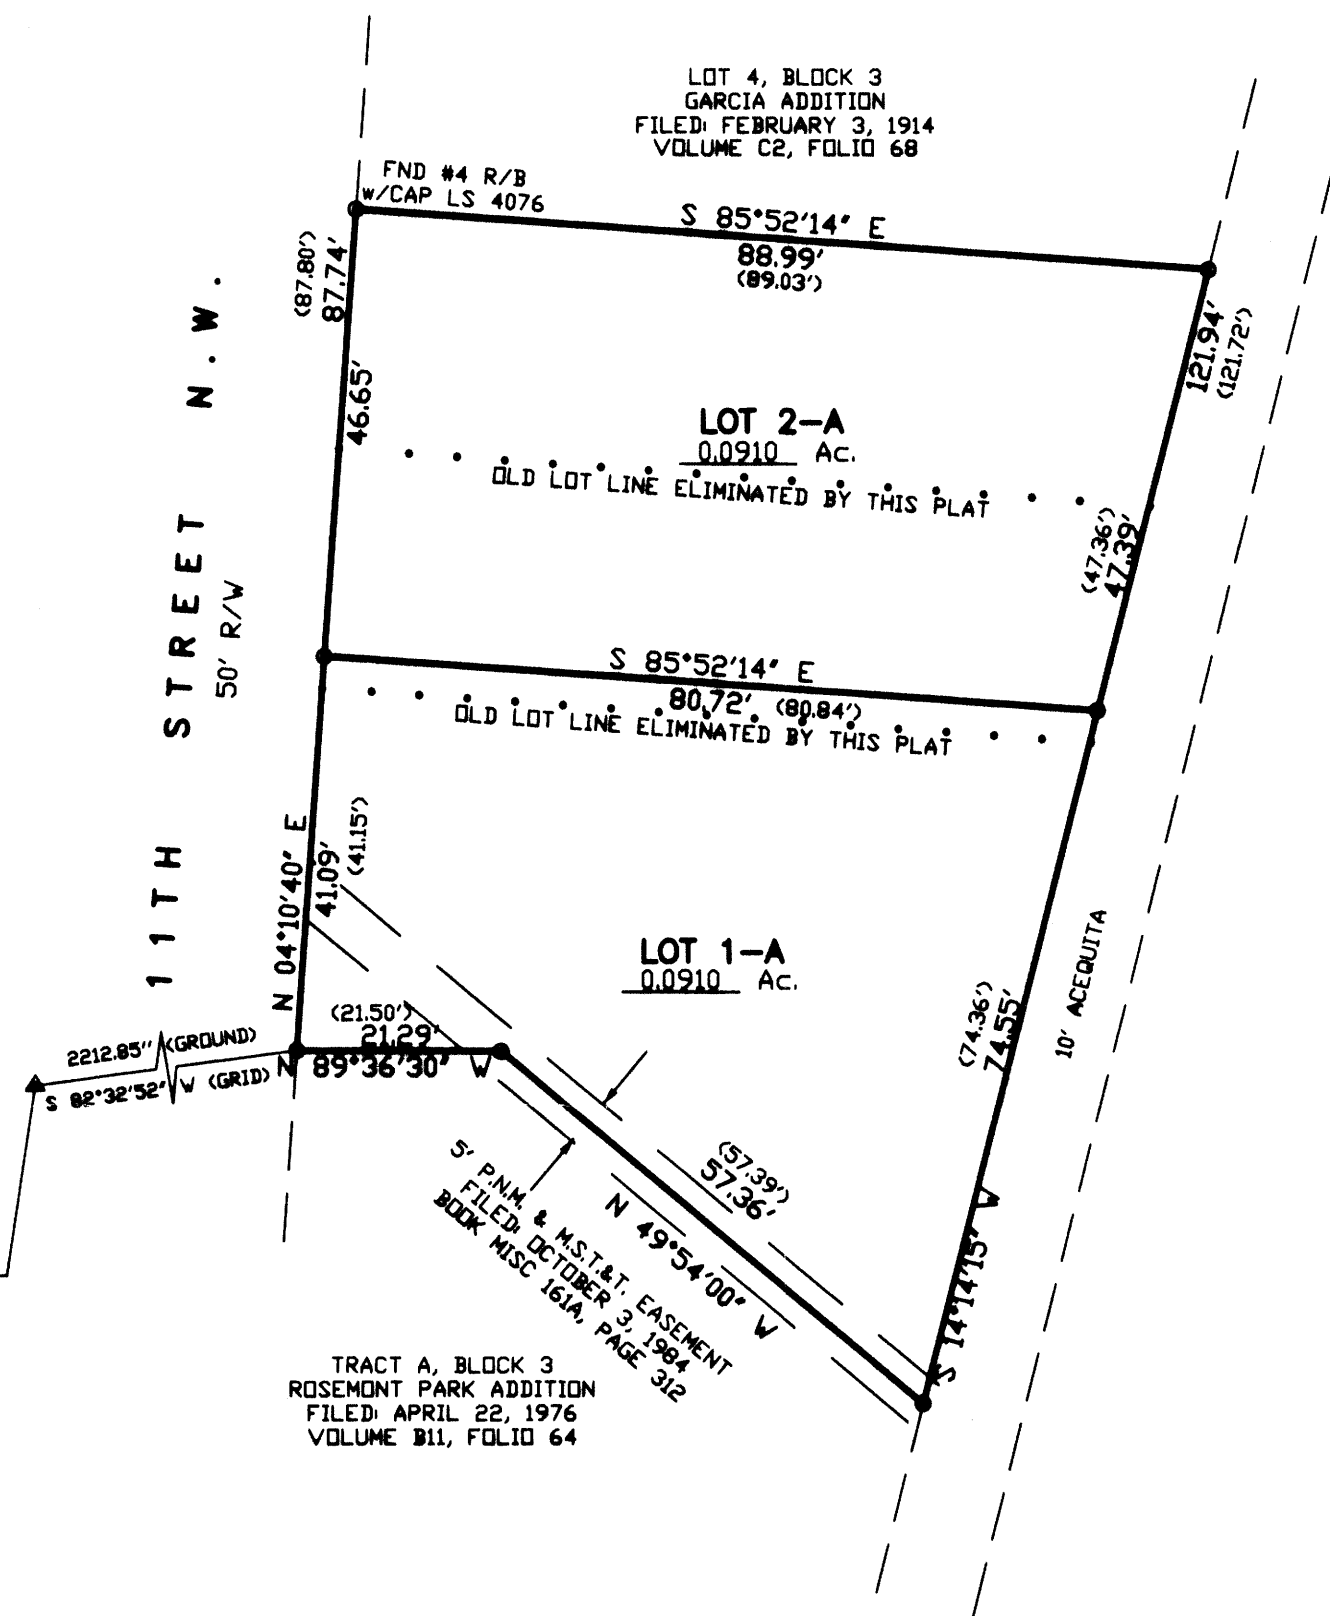 LOT 4, BLOCK 3
GARCIA ADDITION
FILED: FEBRUARY 3, 1914
VOLUME C2, FOLIO 68
FND #4 R/B
w/CAP LS 4076
S 85°52'14" E
88.99'
(89.03')
(87.80')
87.74'
46.65'
121.94'
(121.72')
11TH STREET N.W.
50' R/W
LOT 2-A
0.0910 Ac.
OLD LOT LINE ELIMINATED BY THIS PLAT
(47.36')
47.39'
S 85°52'14" E
80.72' (80.84')
OLD LOT LINE ELIMINATED BY THIS PLAT
N 04°10'40" E
41.09'
(41.15')
LOT 1-A
0.0910 Ac.
(74.36')
74.55'
10' ACEQUITA
S 14°14'15" W
(21.50')
21.29'
N 89°36'30" W
2212.85'' (GROUND)
S 82°32'52" W (GRID)
(57.39')
57.36'
N 49°54'00" W
5' P.N.M. & M.S.T.&T. EASEMENT
FILED: OCTOBER 3, 1984
BOOK MISC 161A, PAGE 312
TRACT A, BLOCK 3
ROSEMONT PARK ADDITION
FILED: APRIL 22, 1976
VOLUME B11, FOLIO 64